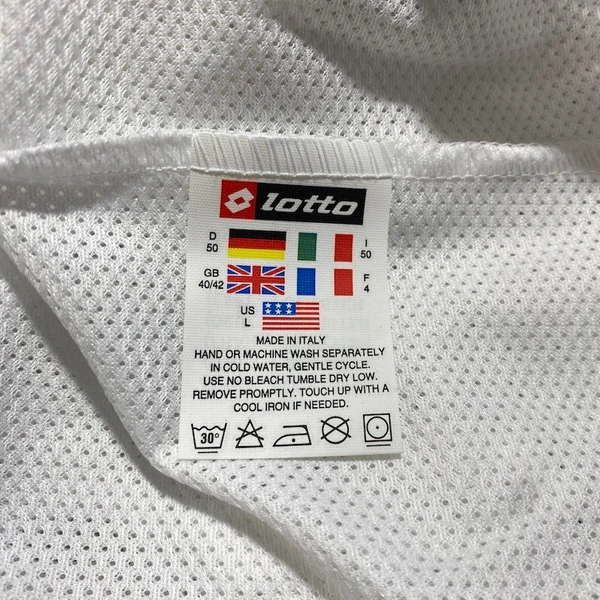 lotto
D 50 I 50
GB 40/42 F 4
US L
MADE IN ITALY
HAND OR MACHINE WASH SEPARATELY
IN COLD WATER, GENTLE CYCLE.
USE NO BLEACH TUMBLE DRY LOW.
REMOVE PROMPTLY. TOUCH UP WITH A
COOL IRON IF NEEDED.
30°